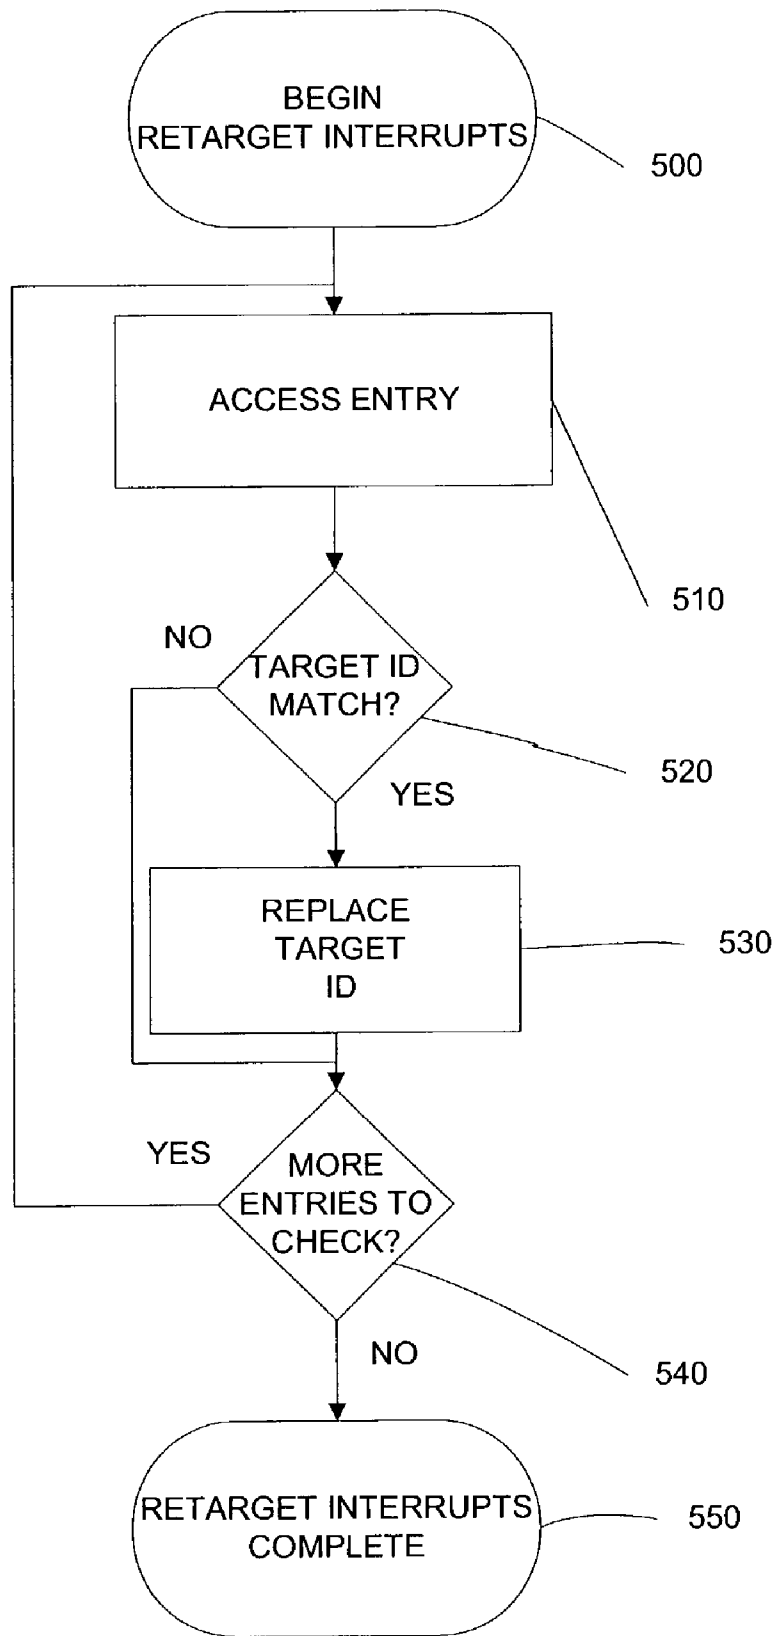 BEGIN
RETARGET INTERRUPTS
500
ACCESS ENTRY
510
NO
TARGET ID
MATCH?
520
YES
REPLACE
TARGET
ID
530
YES
MORE
ENTRIES TO
CHECK?
NO
540
RETARGET INTERRUPTS
COMPLETE
550